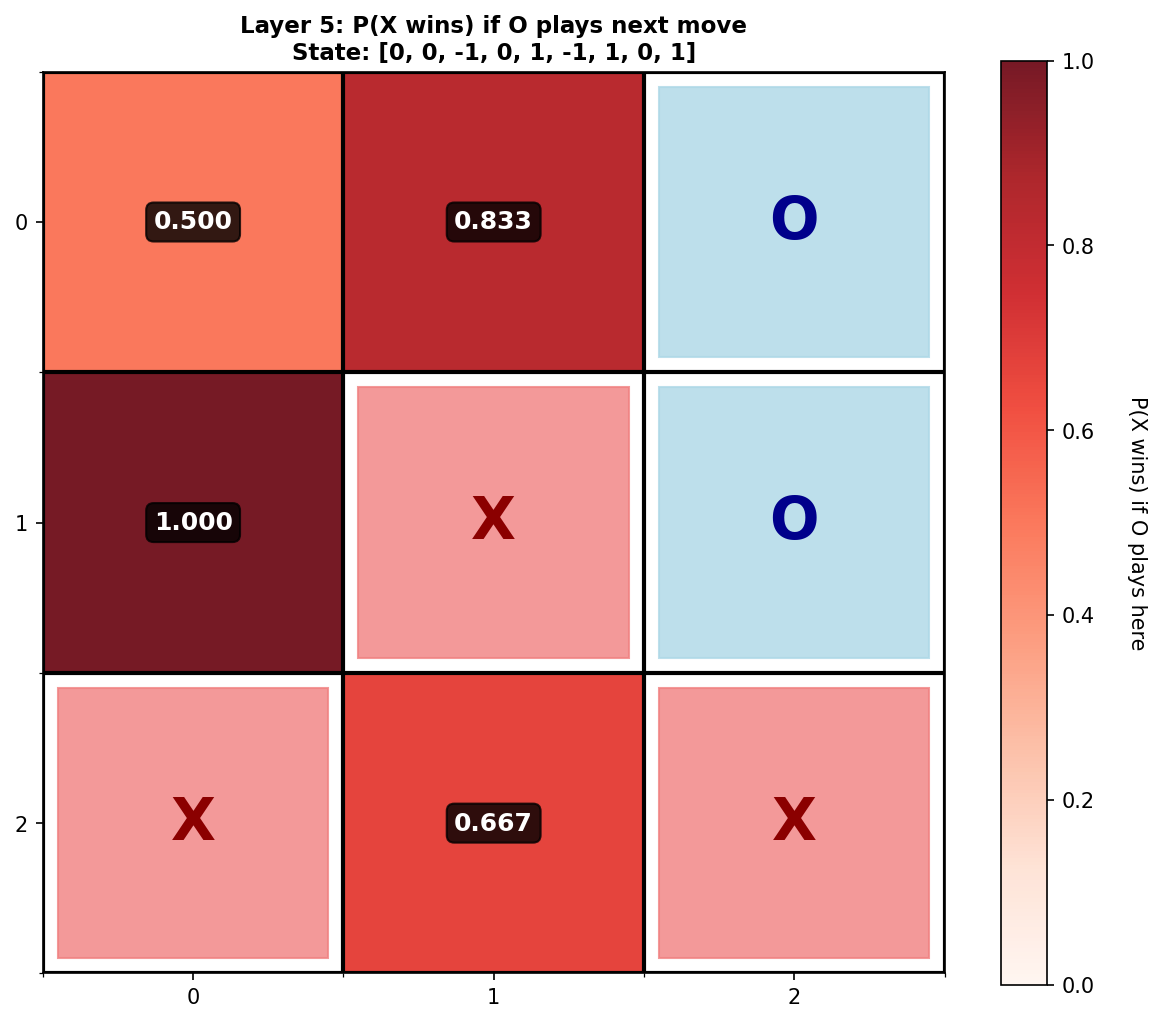 Layer 5: P(X wins) if O plays next move
State: [0, 0, -1, 0, 1, -1, 1, 0, 1]
0
0.500
0.833
O
1
1.000
X
O
2
X
0.667
X
0
1
2
1.0
0.8
0.6
0.4
0.2
0.0
P(X wins) if O plays here